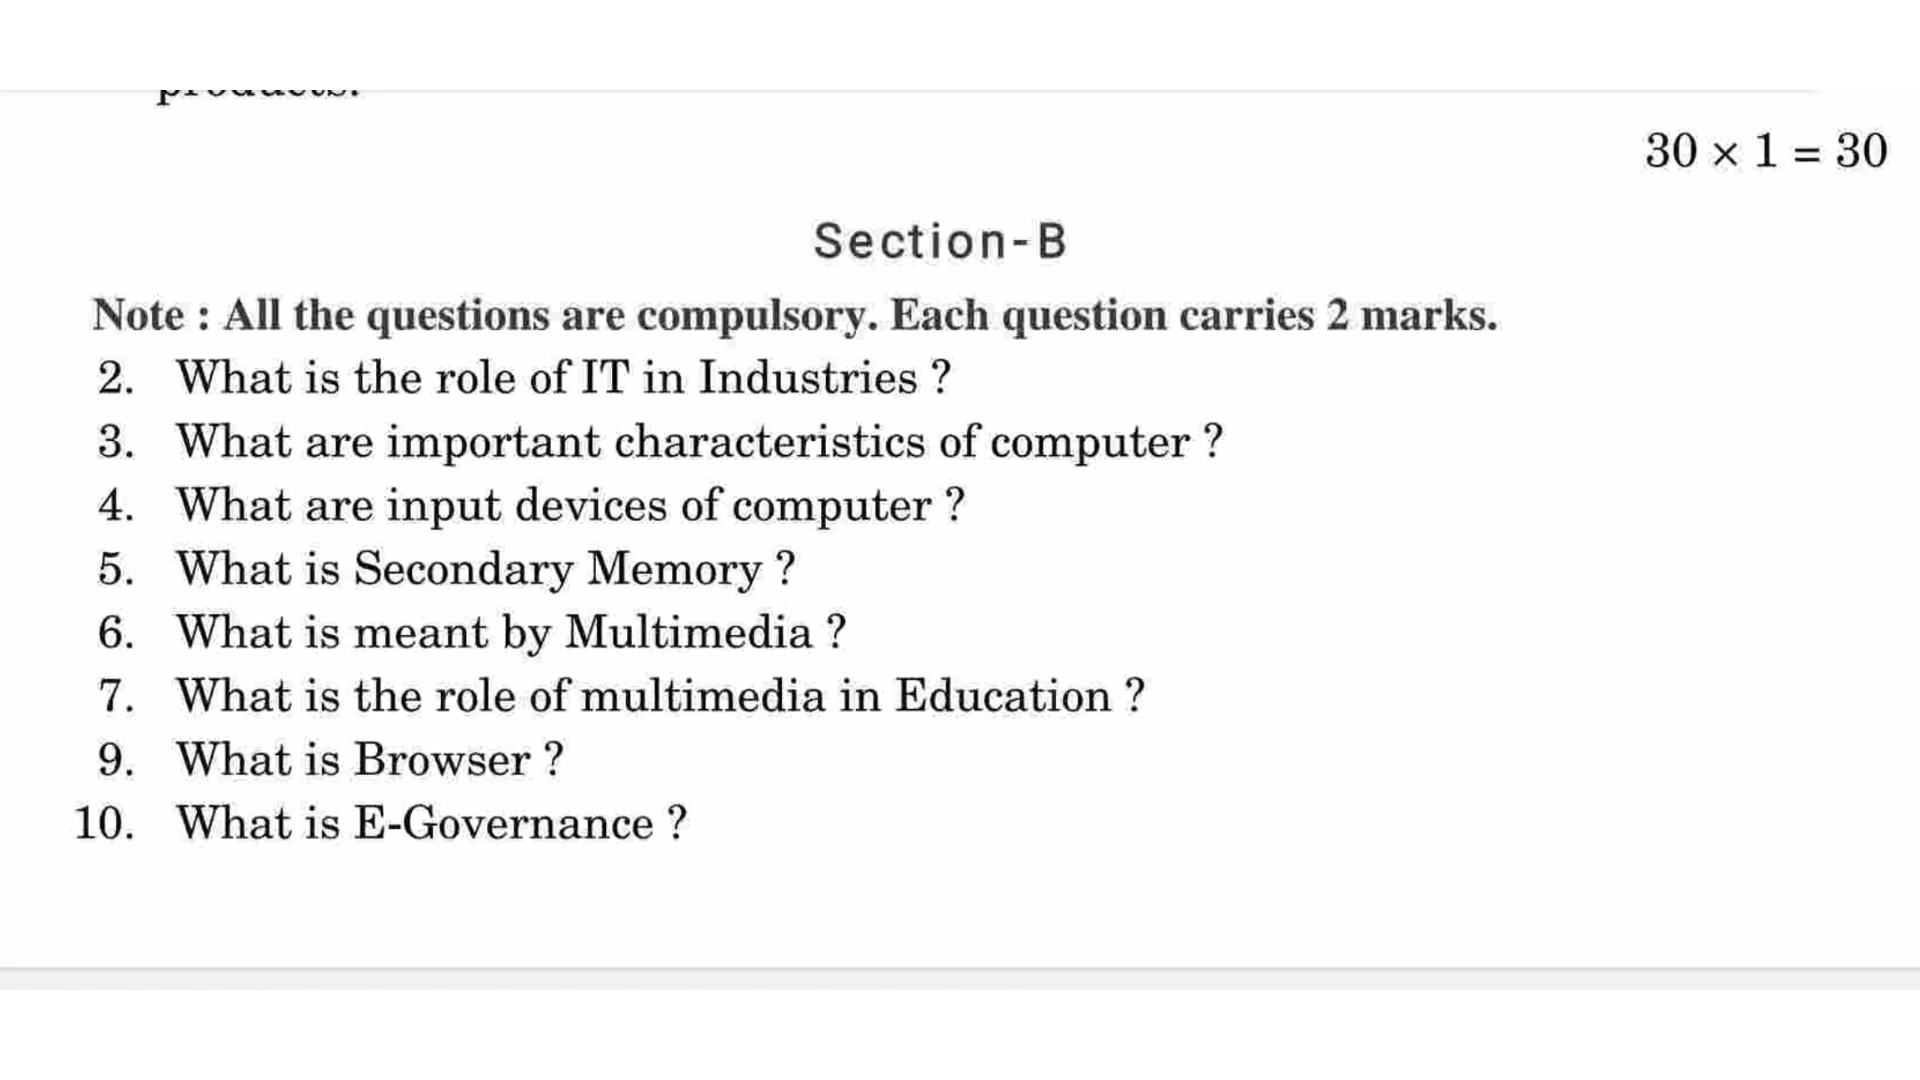 products.
30 × 1 = 30
Section-B
Note : All the questions are compulsory. Each question carries 2 marks.
2. What is the role of IT in Industries ?
3. What are important characteristics of computer ?
4. What are input devices of computer ?
5. What is Secondary Memory ?
6. What is meant by Multimedia ?
7. What is the role of multimedia in Education ?
9. What is Browser ?
10. What is E-Governance ?